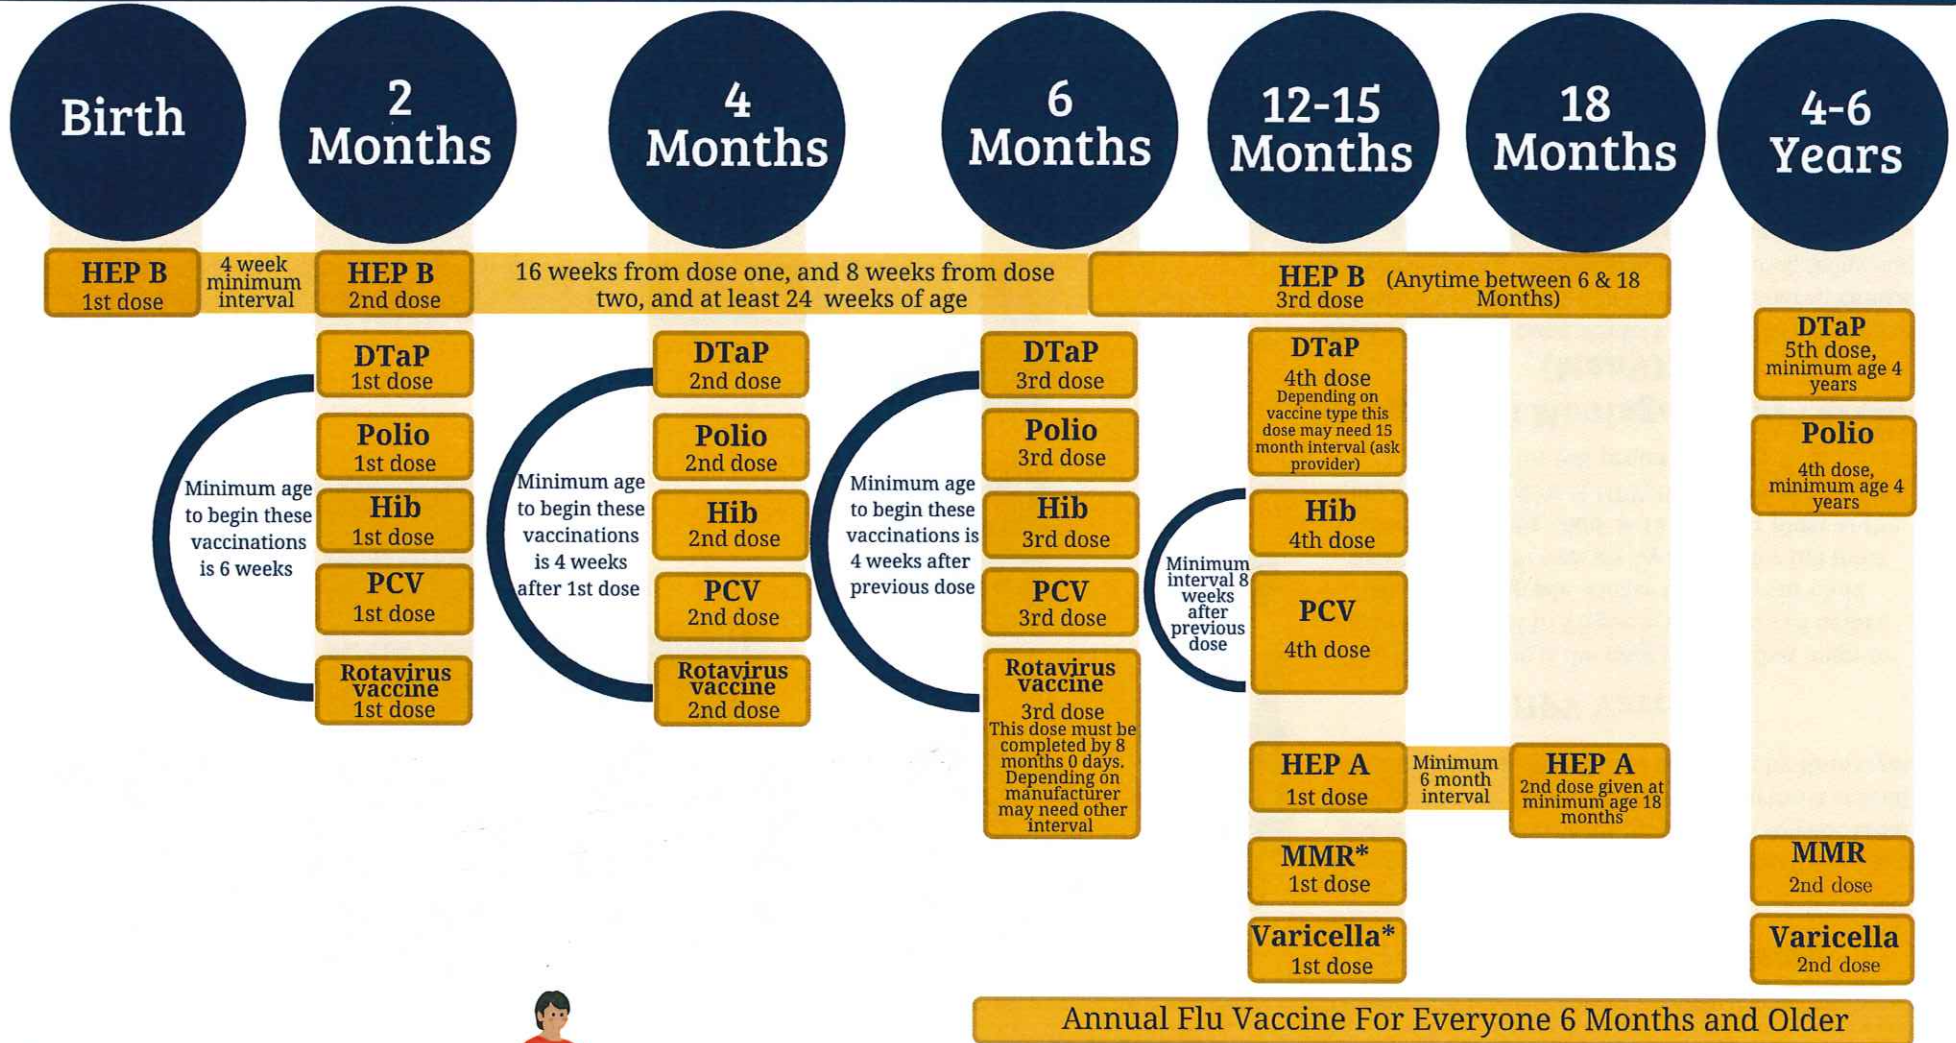 Birth
2
Months
4
Months
6
Months
12-15
Months
18
Months
4-6
Years
HEP B
1st dose
4 week
minimum
interval
HEP B
2nd dose
16 weeks from dose one, and 8 weeks from dose
two, and at least 24 weeks of age
HEP B (Anytime between 6 & 18
3rd dose Months)
Minimum age
to begin these
vaccinations
is 6 weeks
DTaP
1st dose
Polio
1st dose
Hib
1st dose
PCV
1st dose
Rotavirus
vaccine
1st dose
Minimum age
to begin these
vaccinations
is 4 weeks
after 1st dose
DTaP
2nd dose
Polio
2nd dose
Hib
2nd dose
PCV
2nd dose
Rotavirus
vaccine
2nd dose
Minimum age
to begin these
vaccinations is
4 weeks after
previous dose
DTaP
3rd dose
Polio
3rd dose
Hib
3rd dose
PCV
3rd dose
Rotavirus
vaccine
3rd dose
This dose must be
completed by 8
months 0 days.
Depending on
manufacturer
may need other
interval
DTaP
4th dose
Depending on
vaccine type this
dose may need 15
month interval (ask
provider)
Minimum
interval 8
weeks
after
previous
dose
Hib
4th dose
PCV
4th dose
HEP A
1st dose
Minimum
6 month
interval
HEP A
2nd dose given at
minimum age 18
months
MMR*
1st dose
Varicella*
1st dose
DTaP
5th dose,
minimum age 4
years
Polio
4th dose,
minimum age 4
years
MMR
2nd dose
Varicella
2nd dose
Annual Flu Vaccine For Everyone 6 Months and Older